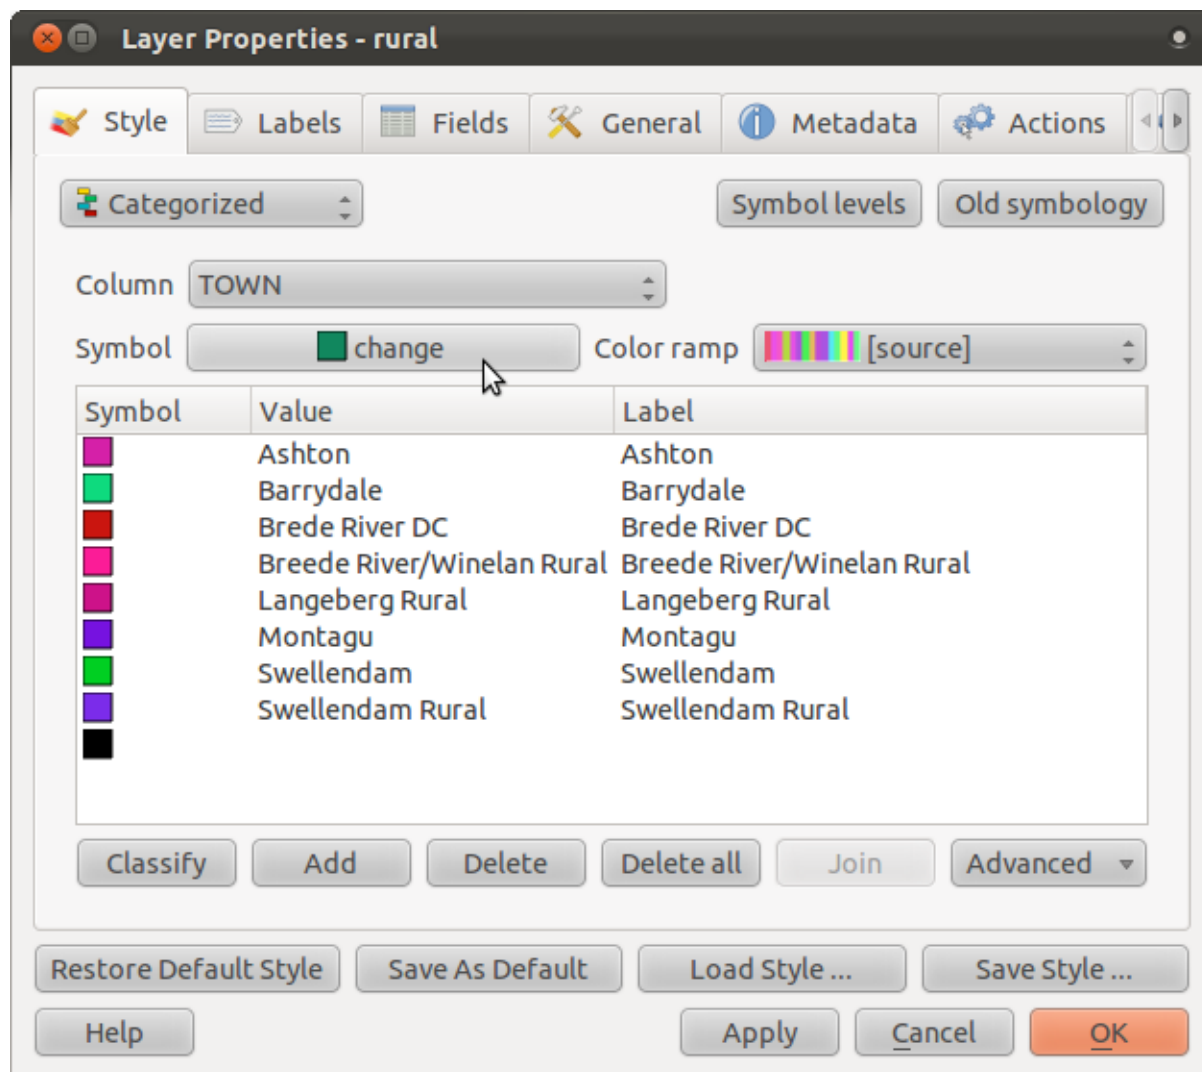 Layer Properties - rural
Style Labels Fields General Metadata Actions
Categorized Symbol levels Old symbology
Column TOWN
Symbol change Color ramp [source]
Symbol Value Label
Ashton Ashton
Barrydale Barrydale
Brede River DC Brede River DC
Breede River/Winelan Rural Breede River/Winelan Rural
Langeberg Rural Langeberg Rural
Montagu Montagu
Swellendam Swellendam
Swellendam Rural Swellendam Rural
Classify Add Delete Delete all Join Advanced
Restore Default Style Save As Default Load Style ... Save Style ...
Help Apply Cancel OK